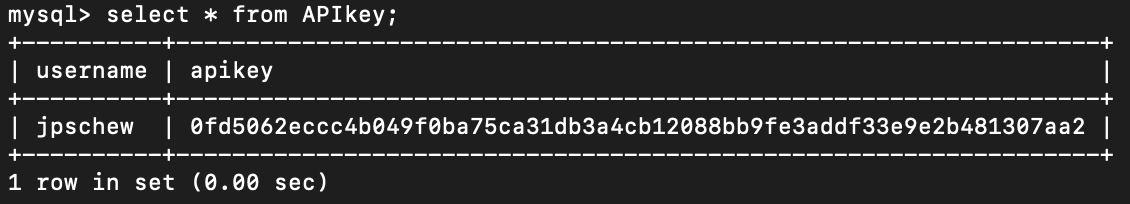 mysql> select * from APIkey;
+----------+------------------------------------------------------------------+
| username | apikey                                                           |
+----------+------------------------------------------------------------------+
| jpschew  | 0fd5062eccc4b049f0ba75ca31db3a4cb12088bb9fe3addf33e9e2b481307aa2 |
+----------+------------------------------------------------------------------+
1 row in set (0.00 sec)